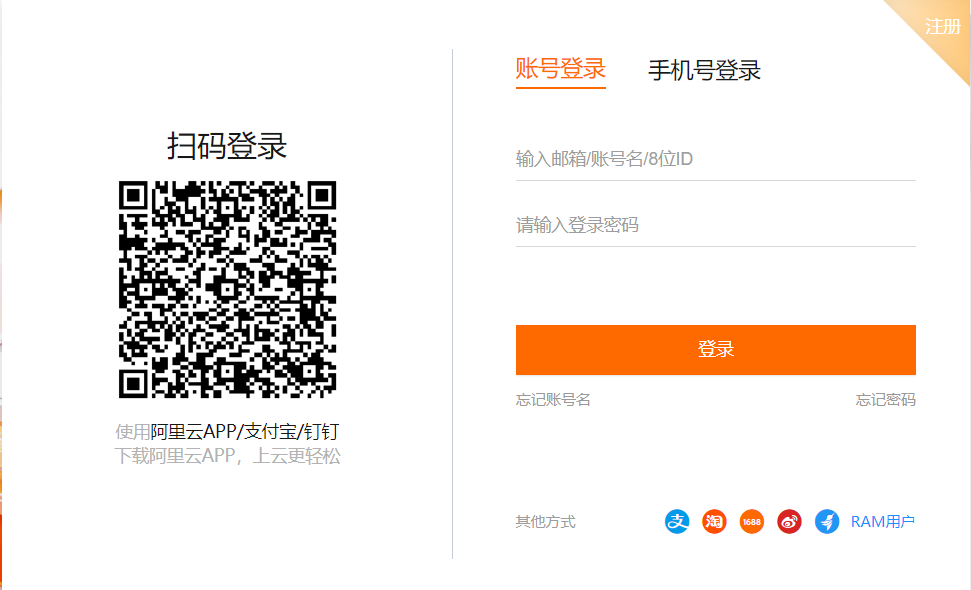 注册
扫码登录
使用阿里云APP/支付宝/钉钉
下载阿里云APP，上云更轻松
账号登录 手机号登录
输入邮箱/账号名/8位ID
请输入登录密码
登录
忘记账号名 忘记密码
其他方式 支 淘 1688 RAM用户